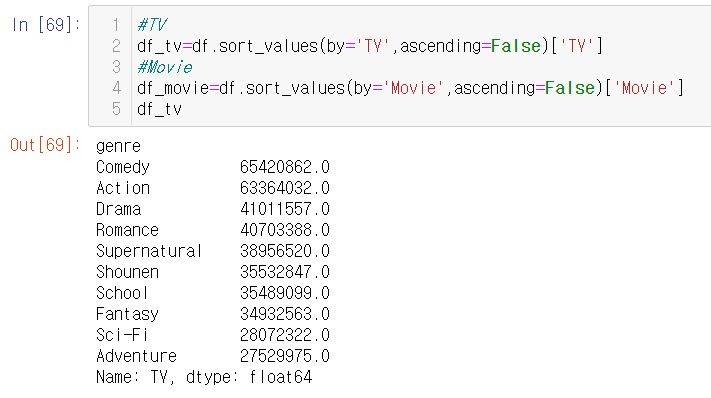 In [69]:
1 #TV
2 df_tv=df.sort_values(by='TV',ascending=False)['TV']
3 #Movie
4 df_movie=df.sort_values(by='Movie',ascending=False)['Movie']
5 df_tv
Out[69]: genre
Comedy 65420862.0
Action 63364032.0
Drama 41011557.0
Romance 40703388.0
Supernatural 38956520.0
Shounen 35532847.0
School 35489099.0
Fantasy 34932563.0
Sci-Fi 28072322.0
Adventure 27529975.0
Name: TV, dtype: float64